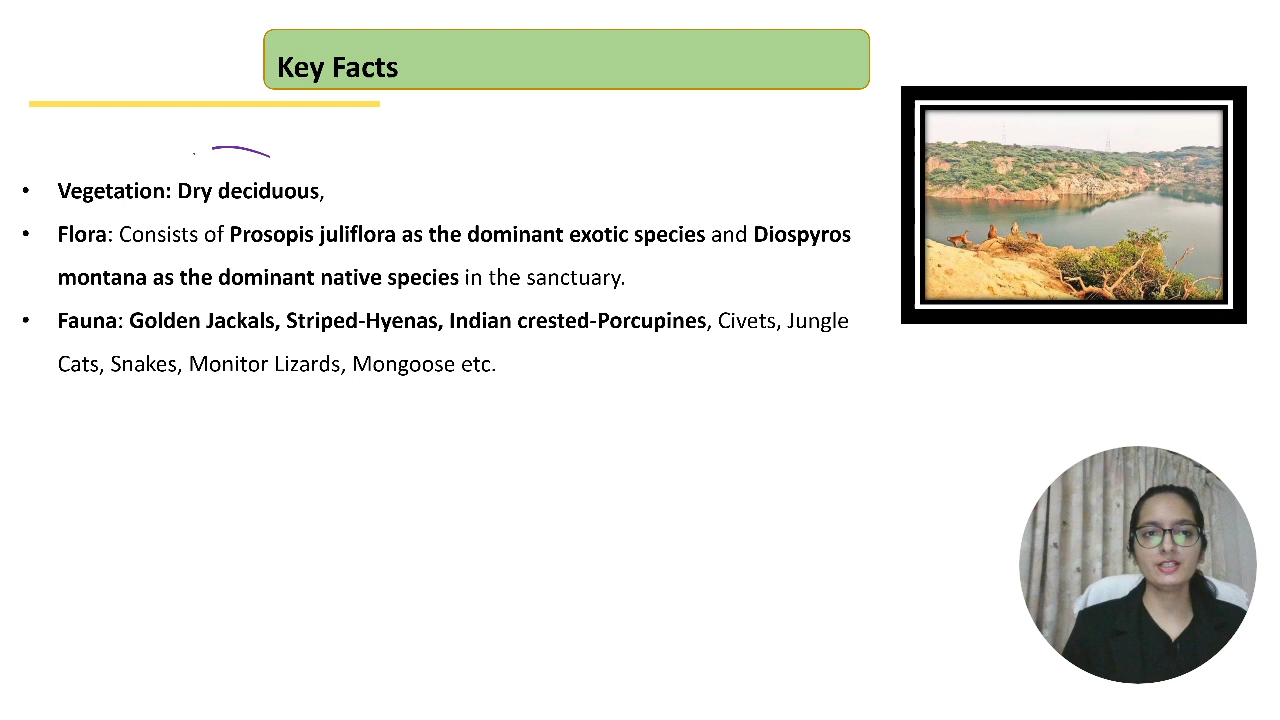 Key Facts
• Vegetation: Dry deciduous,
• Flora: Consists of Prosopis juliflora as the dominant exotic species and Diospyros
montana as the dominant native species in the sanctuary.
• Fauna: Golden Jackals, Striped-Hyenas, Indian crested-Porcupines, Civets, Jungle
Cats, Snakes, Monitor Lizards, Mongoose etc.